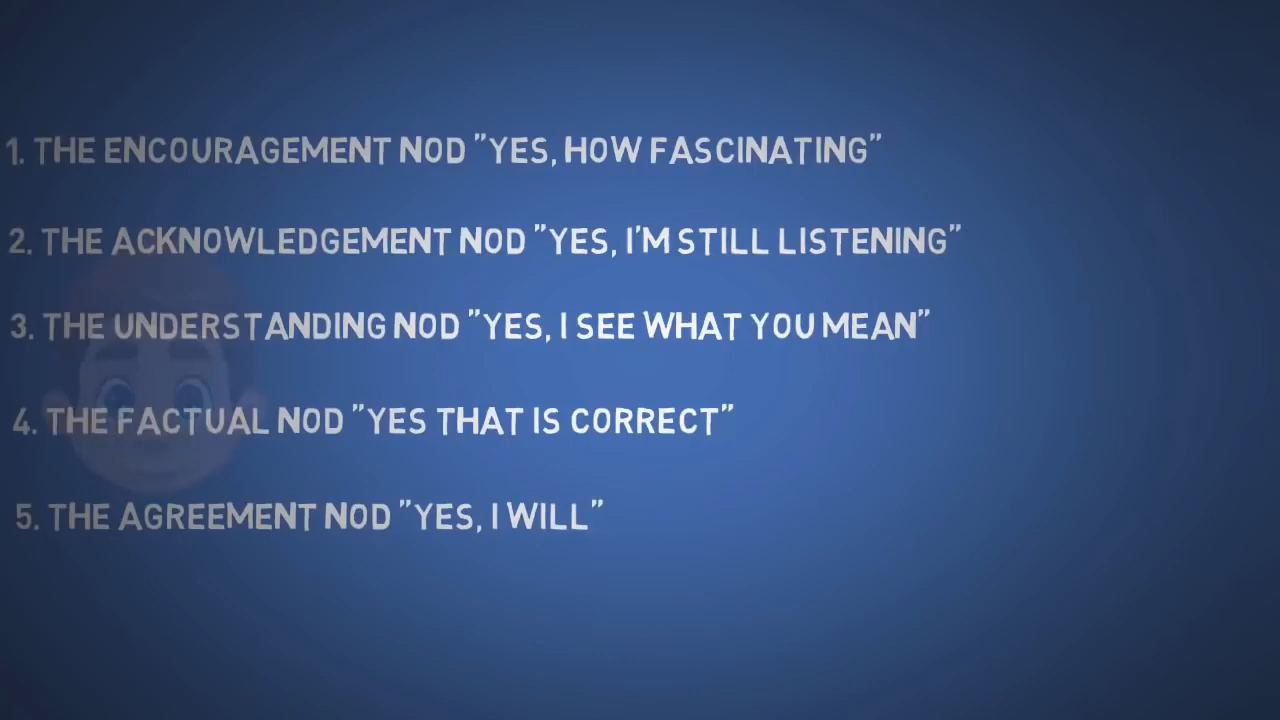 1. THE ENCOURAGEMENT NOD "YES, HOW FASCINATING"
2. THE ACKNOWLEDGEMENT NOD "YES, I'M STILL LISTENING"
3. THE UNDERSTANDING NOD "YES, I SEE WHAT YOU MEAN"
4. THE FACTUAL NOD "YES THAT IS CORRECT"
5. THE AGREEMENT NOD "YES, I WILL"